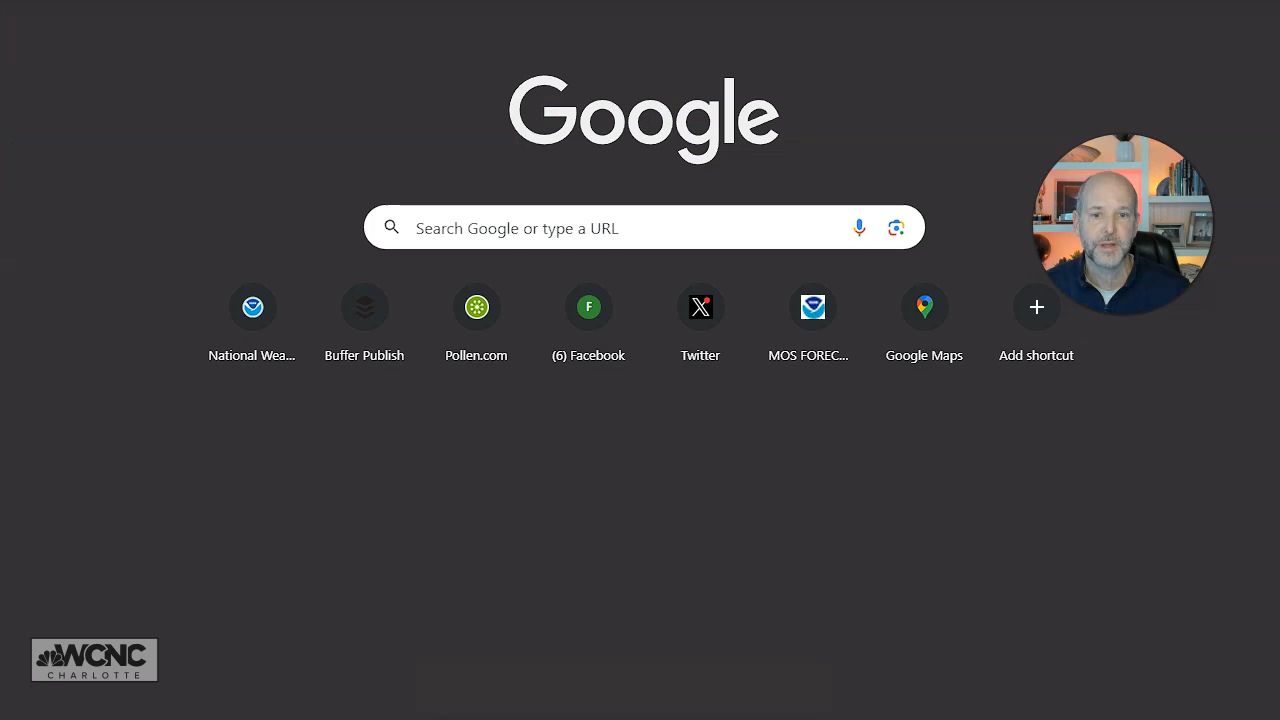 Google
Search Google or type a URL
F
National Wea...
Buffer Publish
Pollen.com
(6) Facebook
Twitter
MOS FOREC...
Google Maps
Add shortcut
WCNC
CHARLOTTE